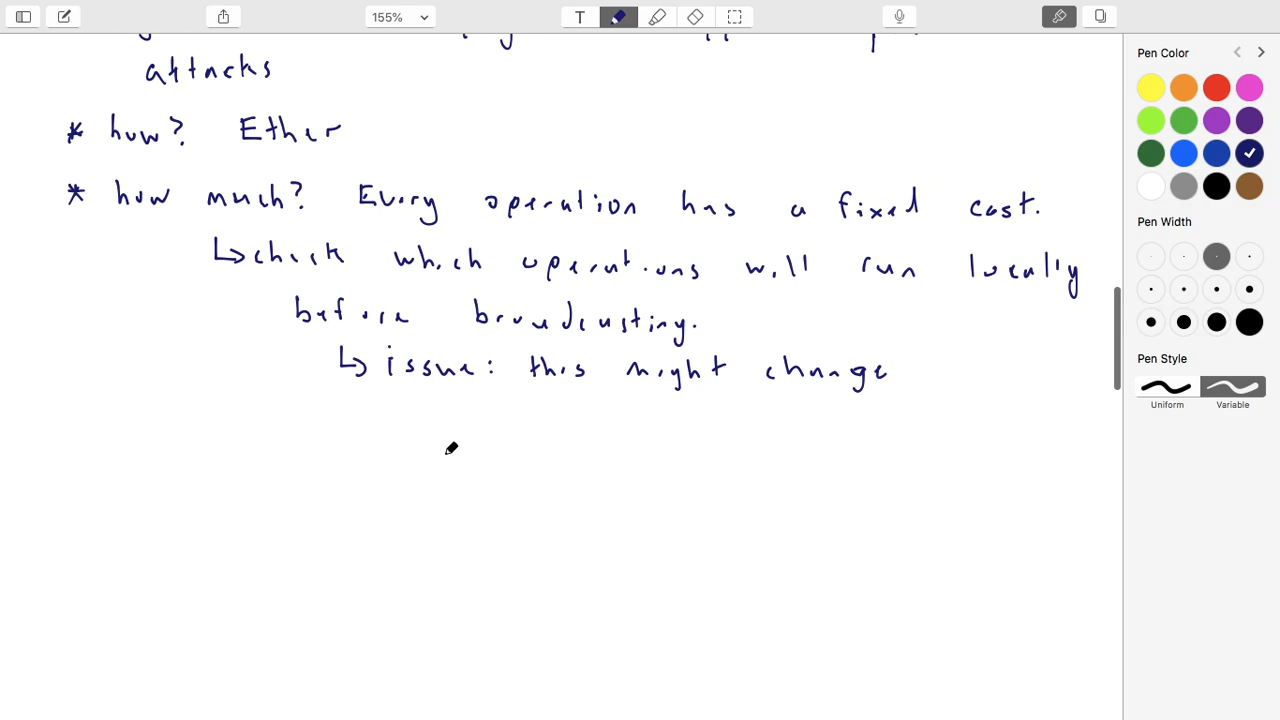 155%
T
attacks
* how? Ether
* how much? Every operation has a fixed cost.
↳ check which operations will run locally
before broadcasting.
↳ issue: this might change
Pen Color
Pen Width
Pen Style
Uniform Variable